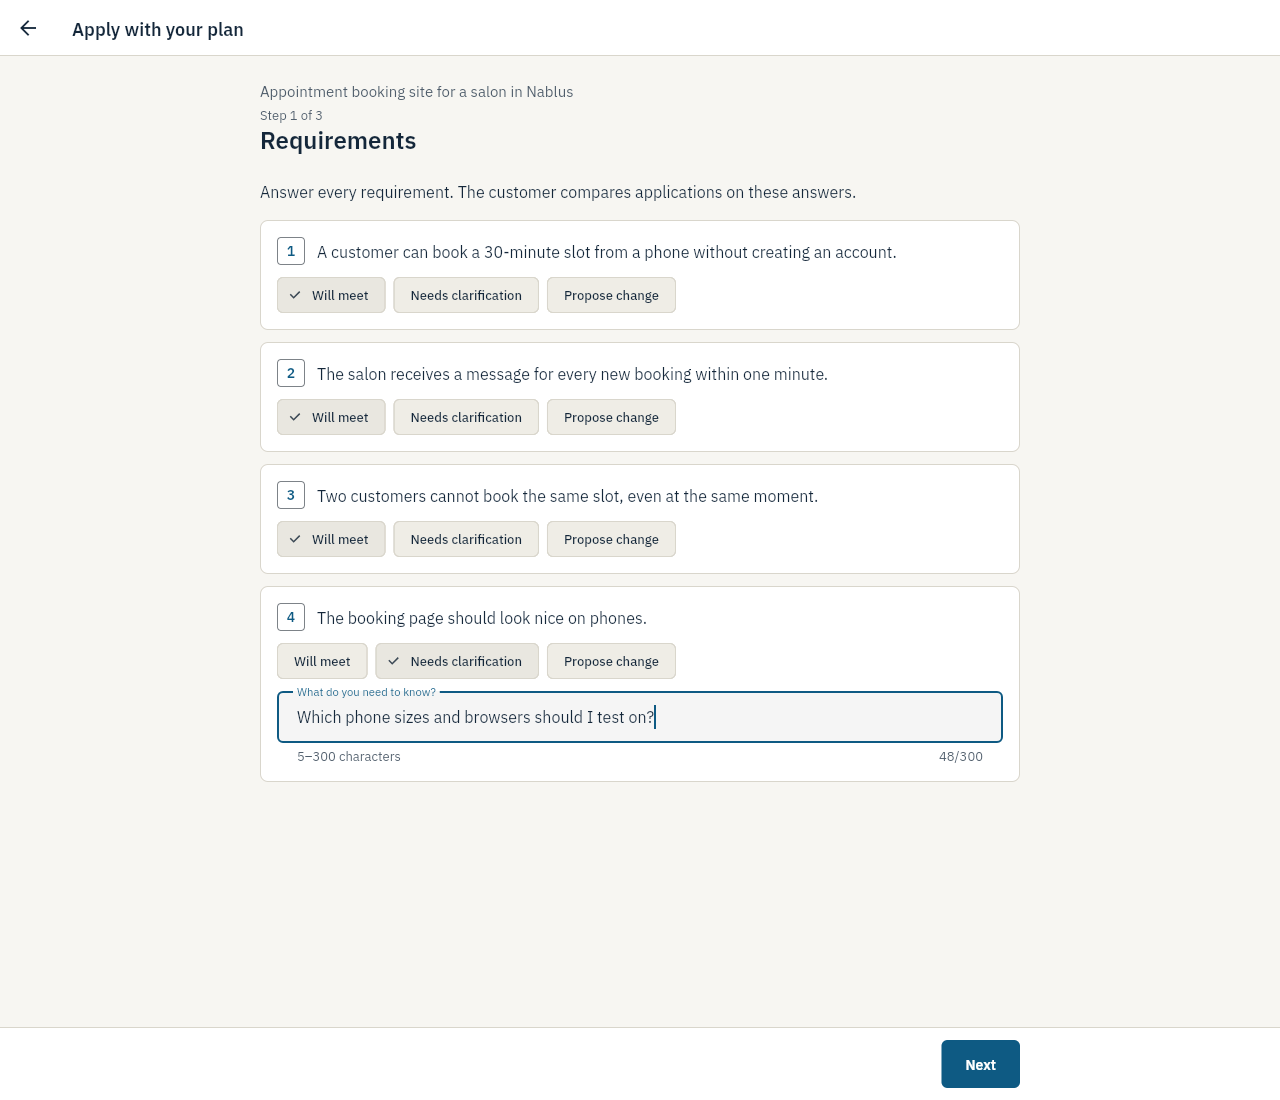 Apply with your plan
Appointment booking site for a salon in Nablus
Step 1 of 3
Requirements
Answer every requirement. The customer compares applications on these answers.
1 A customer can book a 30-minute slot from a phone without creating an account.
Will meet Needs clarification Propose change
2 The salon receives a message for every new booking within one minute.
Will meet Needs clarification Propose change
3 Two customers cannot book the same slot, even at the same moment.
Will meet Needs clarification Propose change
4 The booking page should look nice on phones.
Will meet Needs clarification Propose change
What do you need to know?
Which phone sizes and browsers should I test on?
5–300 characters 48/300
Next